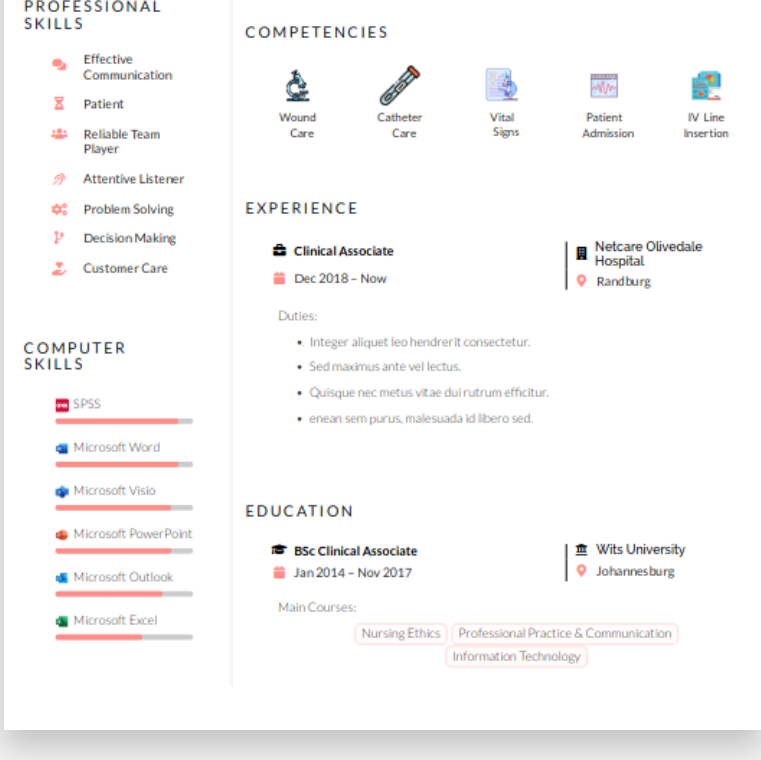 PROFESSIONAL
SKILLS
Effective
Communication
Patient
Reliable Team
Player
Attentive Listener
Problem Solving
Decision Making
Customer Care
COMPUTER
SKILLS
SPSS
Microsoft Word
Microsoft Visio
Microsoft PowerPoint
Microsoft Outlook
Microsoft Excel
COMPETENCIES
Wound
Care
Catheter
Care
Vital
Signs
Patient
Admission
IV Line
Insertion
EXPERIENCE
Clinical Associate
Dec 2018 – Now
Netcare Olivedale
Hospital
Randburg
Duties:
• Integer aliquet leo hendrerit consectetur.
• Sed maximus ante vel lectus.
• Quisque nec metus vitae dui rutrum efficitur.
• enean sem purus, malesuada id libero sed.
EDUCATION
BSc Clinical Associate
Jan 2014 – Nov 2017
Wits University
Johannesburg
Main Courses:
Nursing Ethics Professional Practice & Communication
Information Technology